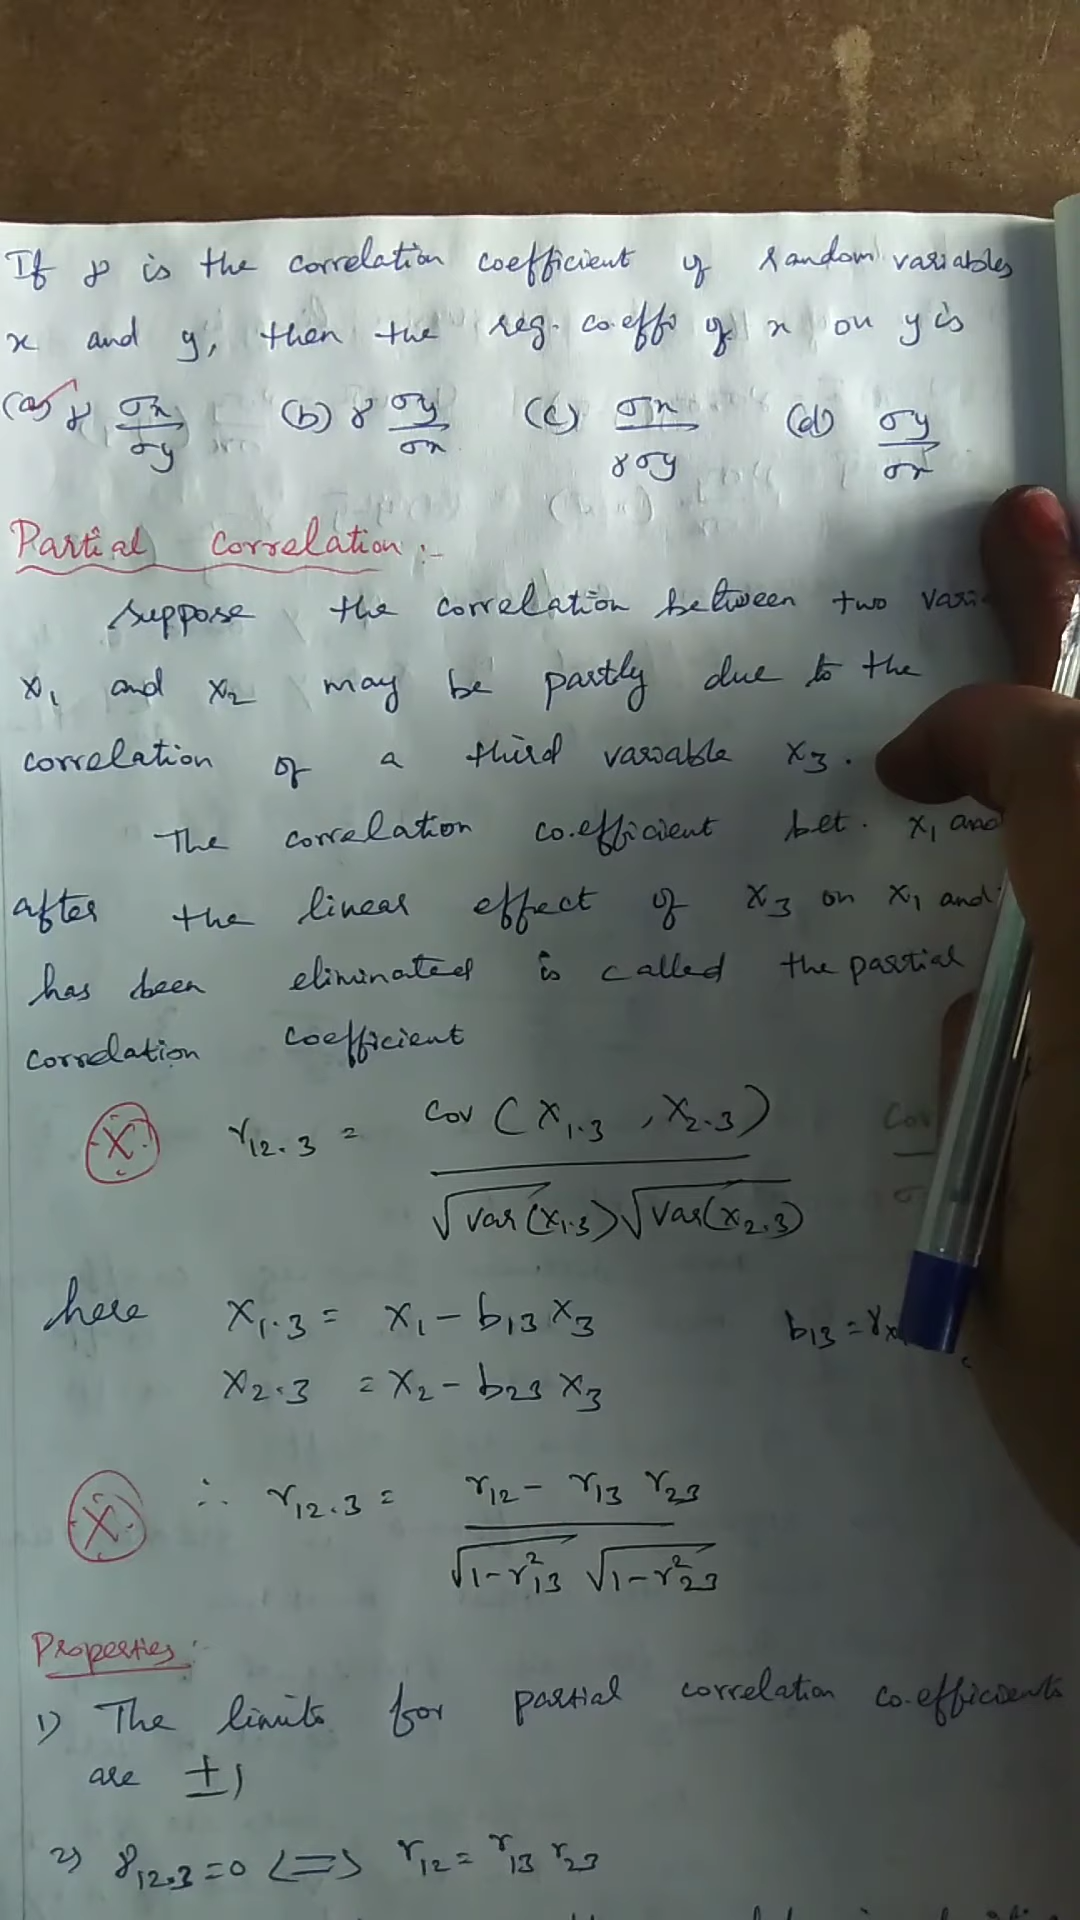 If r is the correlation coefficient of random variables
x and y, then the reg. co.effi of x on y is
(a) r σx/σy (b) r σy/σx (c) σx/rσy (d) σy/σx
Partial Correlation :-
Suppose the correlation between two
x₁ and x₂ may be partly due to the
correlation of a third variable x₃.
The correlation co.efficient bet. x₁ and
after the linear effect of x₃ on x₁ and
has been eliminated is called the partial
correlation coefficient
(X) r₁₂.₃ = Cov (x₁.₃, x₂.₃) / √var(x₁.₃) √var(x₂.₃)
here x₁.₃ = x₁ - b₁₃ x₃ b₁₃ = r
x₂.₃ = x₂ - b₂₃ x₃
(X) ∴ r₁₂.₃ = r₁₂ - r₁₃ r₂₃ / √1-r²₁₃ √1-r²₂₃
Properties:
1) The limits for partial correlation co.efficients
are ±1
2) r₁₂.₃=0 <=> r₁₂ = r₁₃ r₂₃